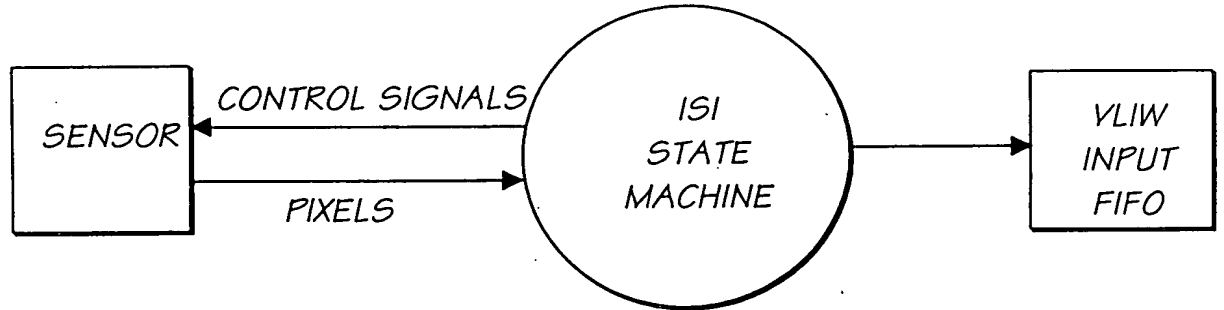 SENSOR
CONTROL SIGNALS
PIXELS
ISI
STATE
MACHINE
VLIW
INPUT
FIFO